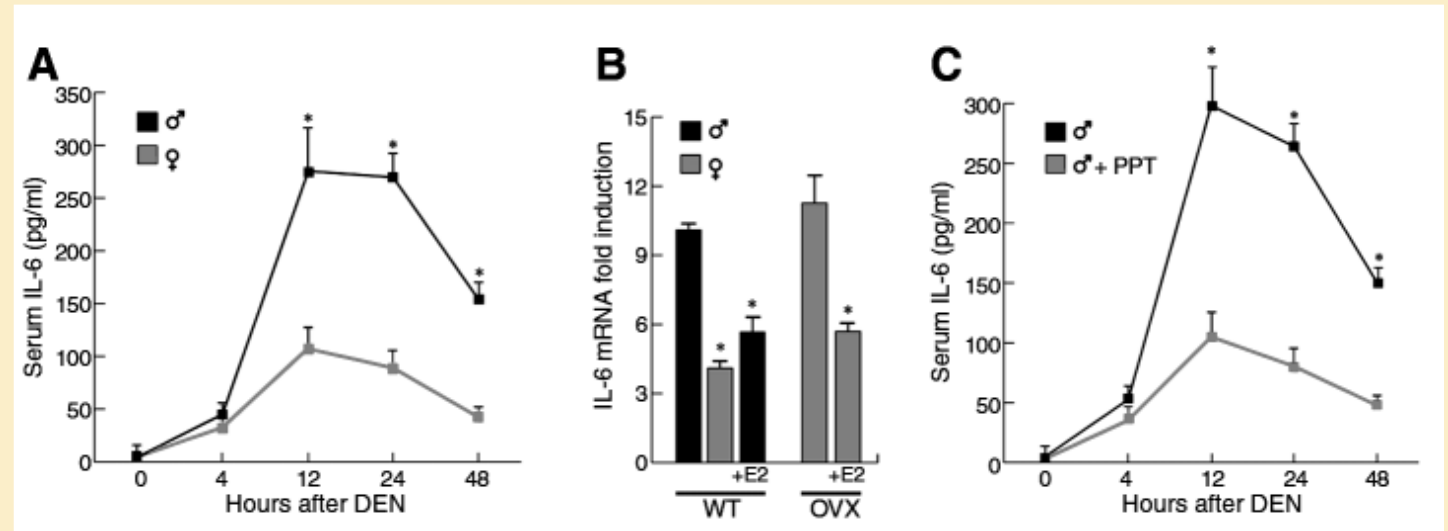 A
Serum IL-6 (pg/ml)
350
300
250
200
150
100
50
0
♂
♀
*
*
*
0 4 12 24 48
Hours after DEN
B
IL-6 mRNA fold induction
15
12
9
6
3
0
♂
♀
*
*
*
+E2 +E2
WT OVX
C
Serum IL-6 (pg/ml)
300
250
200
150
100
50
0
♂
♂+ PPT
*
*
*
0 4 12 24 48
Hours after DEN